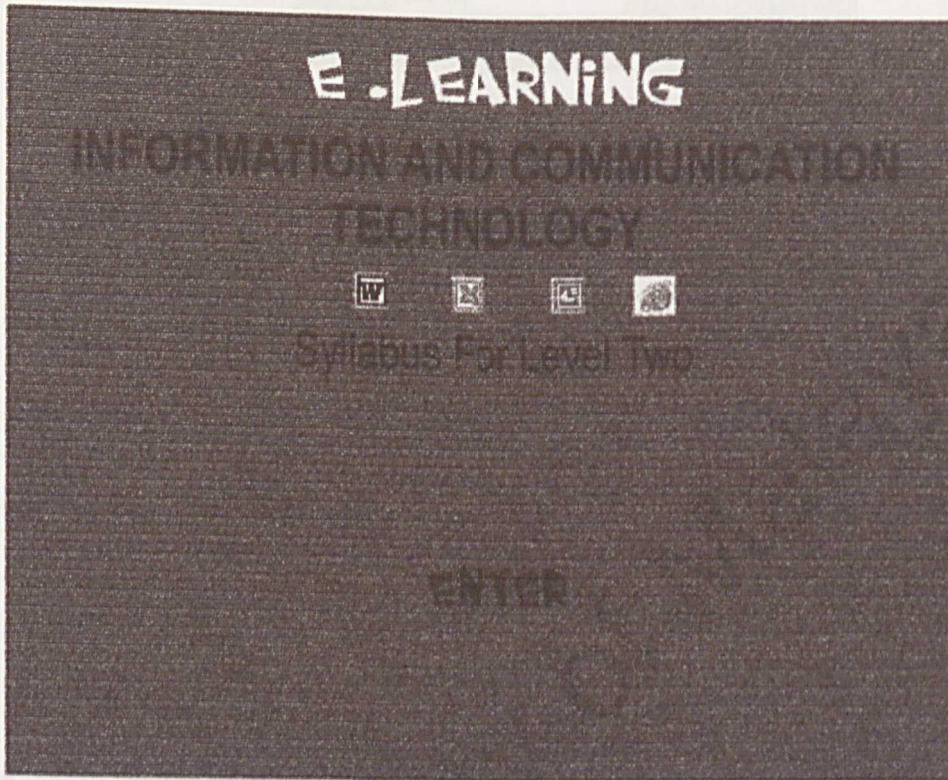 E-LEARNiNG
INFORMATION AND COMMUNICATION
TECHNOLOGY
W
Syllabus For Level Two
ENTER